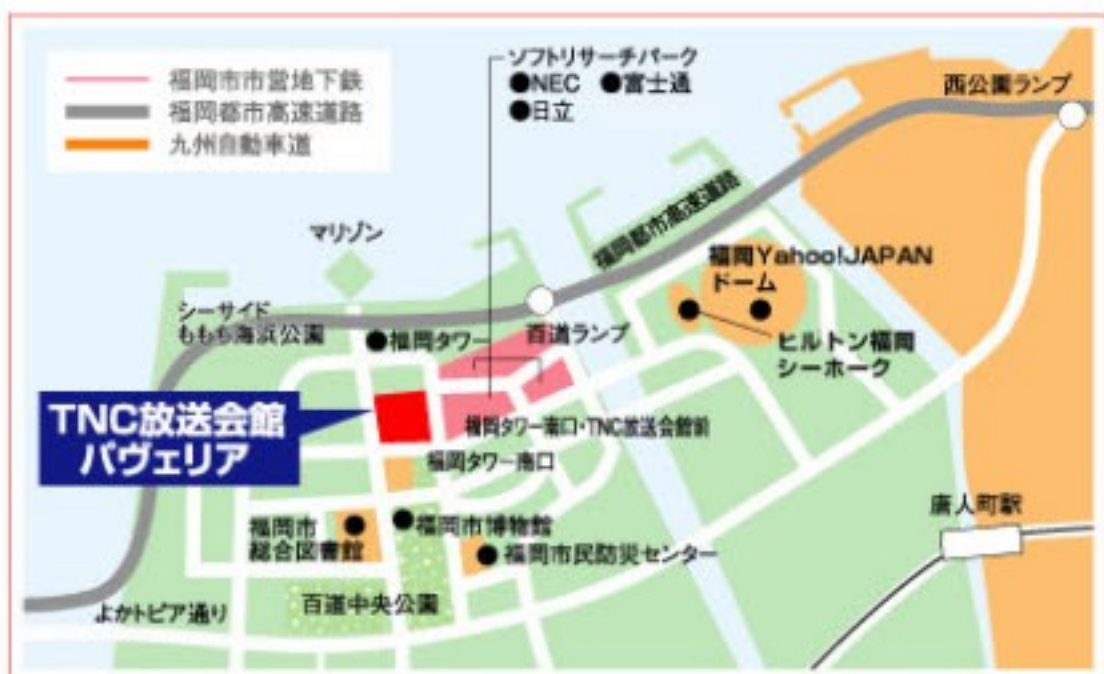 福岡市市営地下鉄
福岡都市高速道路
九州自動車道
ソフトリサーチパーク
●NEC ●富士通
●日立
西公園ランプ
マリゾン
福岡都市高速道路
福岡Yahoo!JAPAN
ドーム
シーサイド
ももち海浜公園
福岡タワー
百道ランプ
ヒルトン福岡
シーホーク
TNC放送会館
パヴェリア
福岡タワー南口・TNC放送会館前
福岡タワー南口
唐人町駅
福岡市
総合図書館
福岡市博物館
福岡市民防災センター
百道中央公園
よかトピア通り